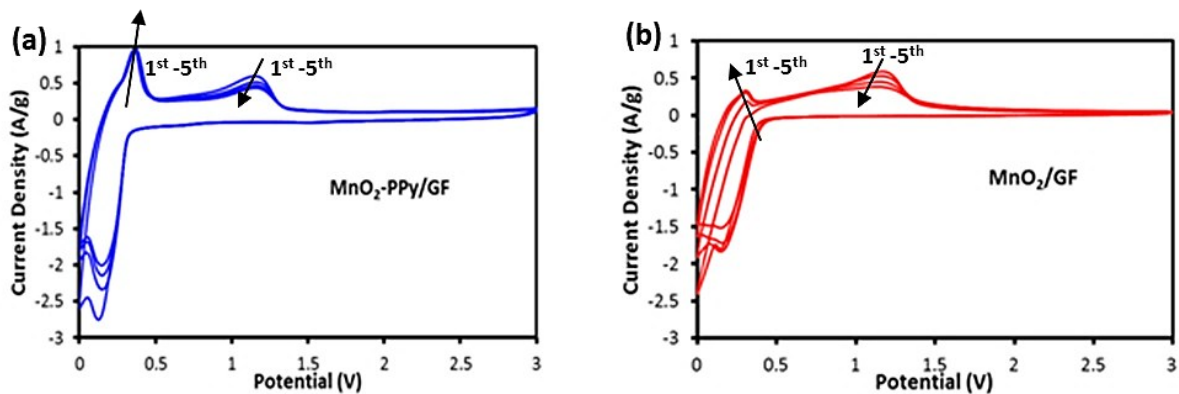 (a)
Current Density (A/g)
1
0.5
0
-0.5
-1
-1.5
-2
-2.5
-3
1st -5th
1st -5th
MnO2-PPy/GF
0 0.5 1 1.5 2 2.5 3
Potential (V)
(b)
Current Density (A/g)
1
0.5
0
-0.5
-1
-1.5
-2
-2.5
-3
1st -5th
1st -5th
MnO2/GF
0 0.5 1 1.5 2 2.5 3
Potential (V)